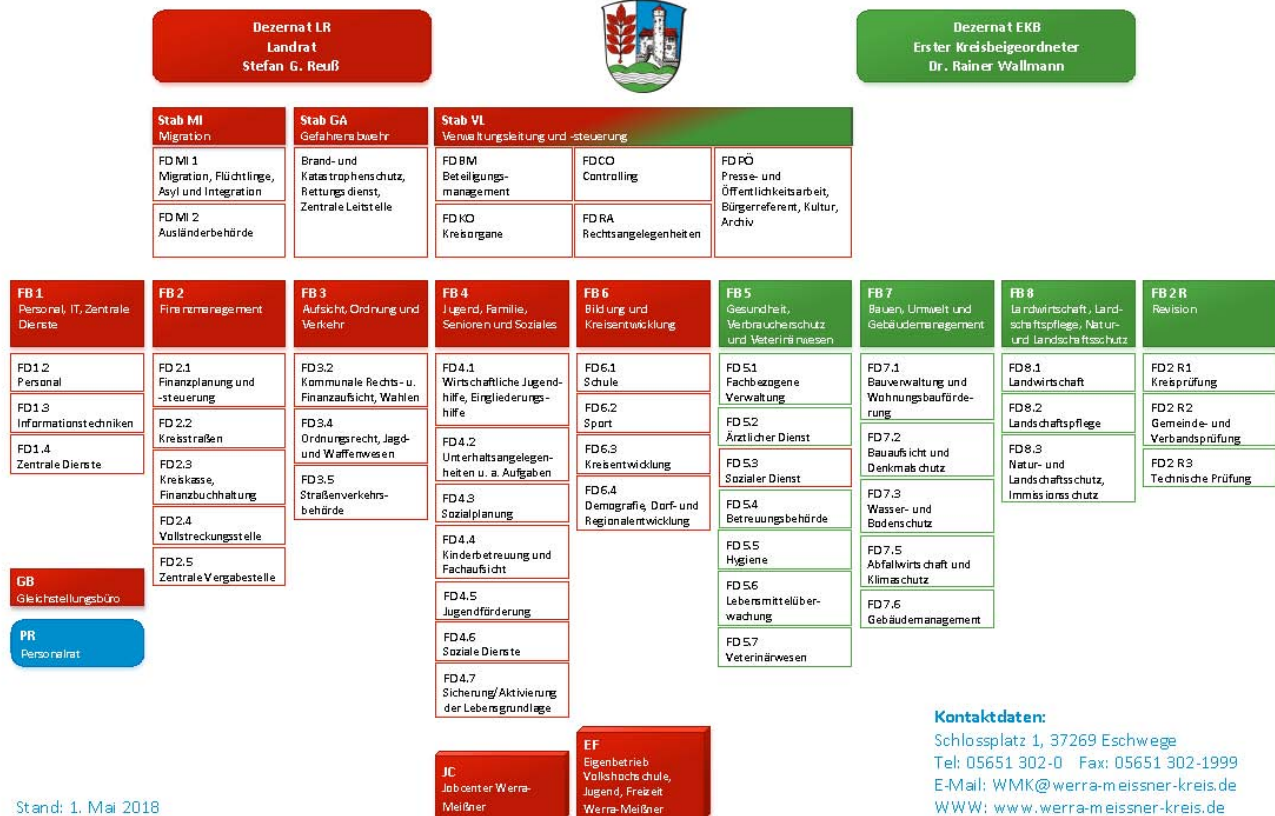 Dezernat LR
Landrat
Stefan G. Reuß
Dezernat EKB
Erster Kreisbeigeordneter
Dr. Rainer Wallmann
Stab MI
Migration
FD MI 1
Migration, Flüchtlinge,
Asyl und Integration
FD MI 2
Ausländerbehörde
Stab GA
Gefahrenabwehr
Brand- und
Katastrophenschutz,
Rettungsdienst,
Zentrale Leitstelle
Stab VL
Verwaltungsleitung und -steuerung
FD BM
Beteiligungs-
management
FD KO
Kreisorgane
FD CO
Controlling
FD RA
Rechtsangelegenheiten
FD PÖ
Presse- und
Öffentlichkeitsarbeit,
Bürgerreferent, Kultur,
Archiv
FB 1
Personal, IT, Zentrale
Dienste
FD 1.2
Personal
FD 1.3
Informationstechniken
FD 1.4
Zentrale Dienste
GB
Gleichstellungsbüro
PR
Personalrat
FB 2
Finanzmanagement
FD 2.1
Finanzplanung und
-steuerung
FD 2.2
Kreisstraßen
FD 2.3
Kreiskasse,
Finanzbuchhaltung
FD 2.4
Vollstreckungsstelle
FD 2.5
Zentrale Vergabestelle
FB 3
Aufsicht, Ordnung und
Verkehr
FD 3.2
Kommunale Rechts- u.
Finanzaufsicht, Wahlen
FD 3.4
Ordnungsrecht, Jagd-
und Waffenwesen
FD 3.5
Straßenverkehrs-
behörde
FB 4
Jugend, Familie,
Senioren und Soziales
FD 4.1
Wirtschaftliche Jugend-
hilfe, Eingliederungs-
hilfe
FD 4.2
Unterhaltsangelegen-
heiten u. a. Aufgaben
FD 4.3
Sozialplanung
FD 4.4
Kinderbetreuung und
Fachaufsicht
FD 4.5
Jugendförderung
FD 4.6
Soziale Dienste
FD 4.7
Sicherung/Aktivierung
der Lebensgrundlage
JC
Jobcenter Werra-
Meißner
FB 6
Bildung und
Kreisentwicklung
FD 6.1
Schule
FD 6.2
Sport
FD 6.3
Kreisentwicklung
FD 6.4
Demografie, Dorf- und
Regionalentwicklung
EF
Eigenbetrieb
Volkshochschule,
Jugend, Freizeit
Werra-Meißner
FB 5
Gesundheit,
Verbraucherschutz
und Veterinärwesen
FD 5.1
Fachbezogene
Verwaltung
FD 5.2
Ärztlicher Dienst
FD 5.3
Sozialer Dienst
FD 5.4
Betreuungsbehörde
FD 5.5
Hygiene
FD 5.6
Lebensmittelüber-
wachung
FD 5.7
Veterinärwesen
FB 7
Bauen, Umwelt und
Gebäudemanagement
FD 7.1
Bauverwaltung und
Wohnungsbauförde-
rung
FD 7.2
Bauaufsicht und
Denkmalschutz
FD 7.3
Wasser- und
Bodenschutz
FD 7.5
Abfallwirtschaft und
Klimaschutz
FD 7.6
Gebäudemanagement
FB 8
Landwirtschaft, Land-
schaftspflege, Natur-
und Landschaftsschutz
FD 8.1
Landwirtschaft
FD 8.2
Landschaftspflege
FD 8.3
Natur- und
Landschaftsschutz,
Immissionsschutz
FB 2 R
Revision
FD 2 R1
Kreisprüfung
FD 2 R2
Gemeinde- und
Verbandsprüfung
FD 2 R3
Technische Prüfung
Kontaktdaten:
Schlossplatz 1, 37269 Eschwege
Tel: 05651 302-0 Fax: 05651 302-1999
E-Mail: WMK@werra-meissner-kreis.de
WWW: www.werra-meissner-kreis.de
Stand: 1. Mai 2018